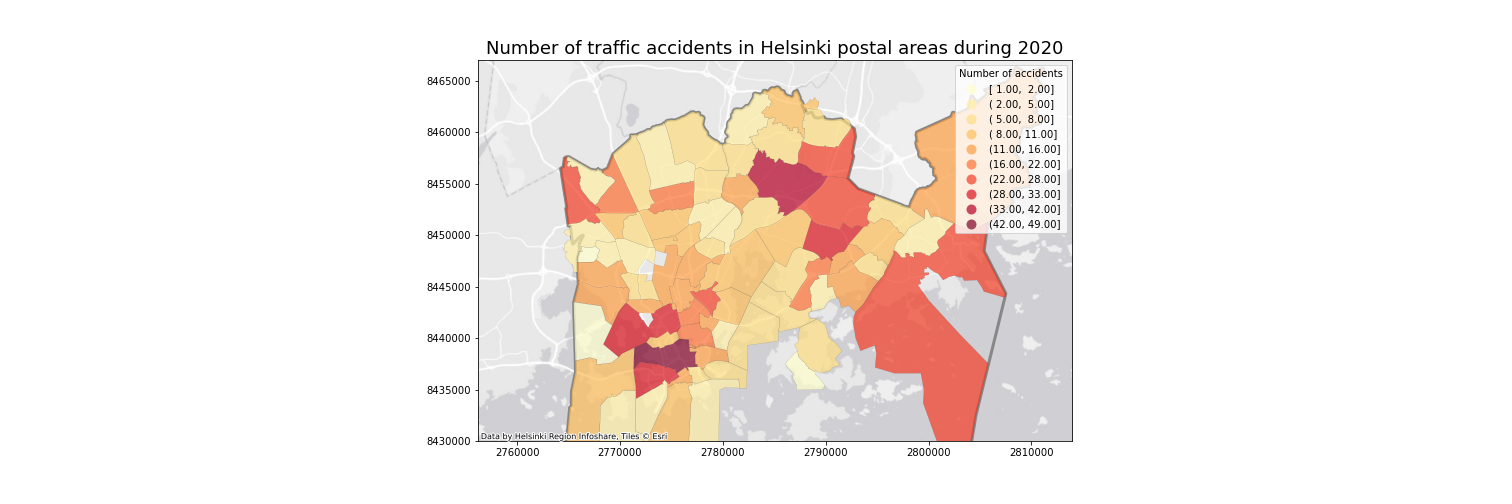 Number of traffic accidents in Helsinki postal areas during 2020
8465000
8460000
8455000
8450000
8445000
8440000
8435000
8430000
Number of accidents
[ 1.00, 2.00]
( 2.00, 5.00]
( 5.00, 8.00]
( 8.00, 11.00]
(11.00, 16.00]
(16.00, 22.00]
(22.00, 28.00]
(28.00, 33.00]
(33.00, 42.00]
(42.00, 49.00]
Data by Helsinki Region Infoshare, Tiles © Esri
2760000 2770000 2780000 2790000 2800000 2810000